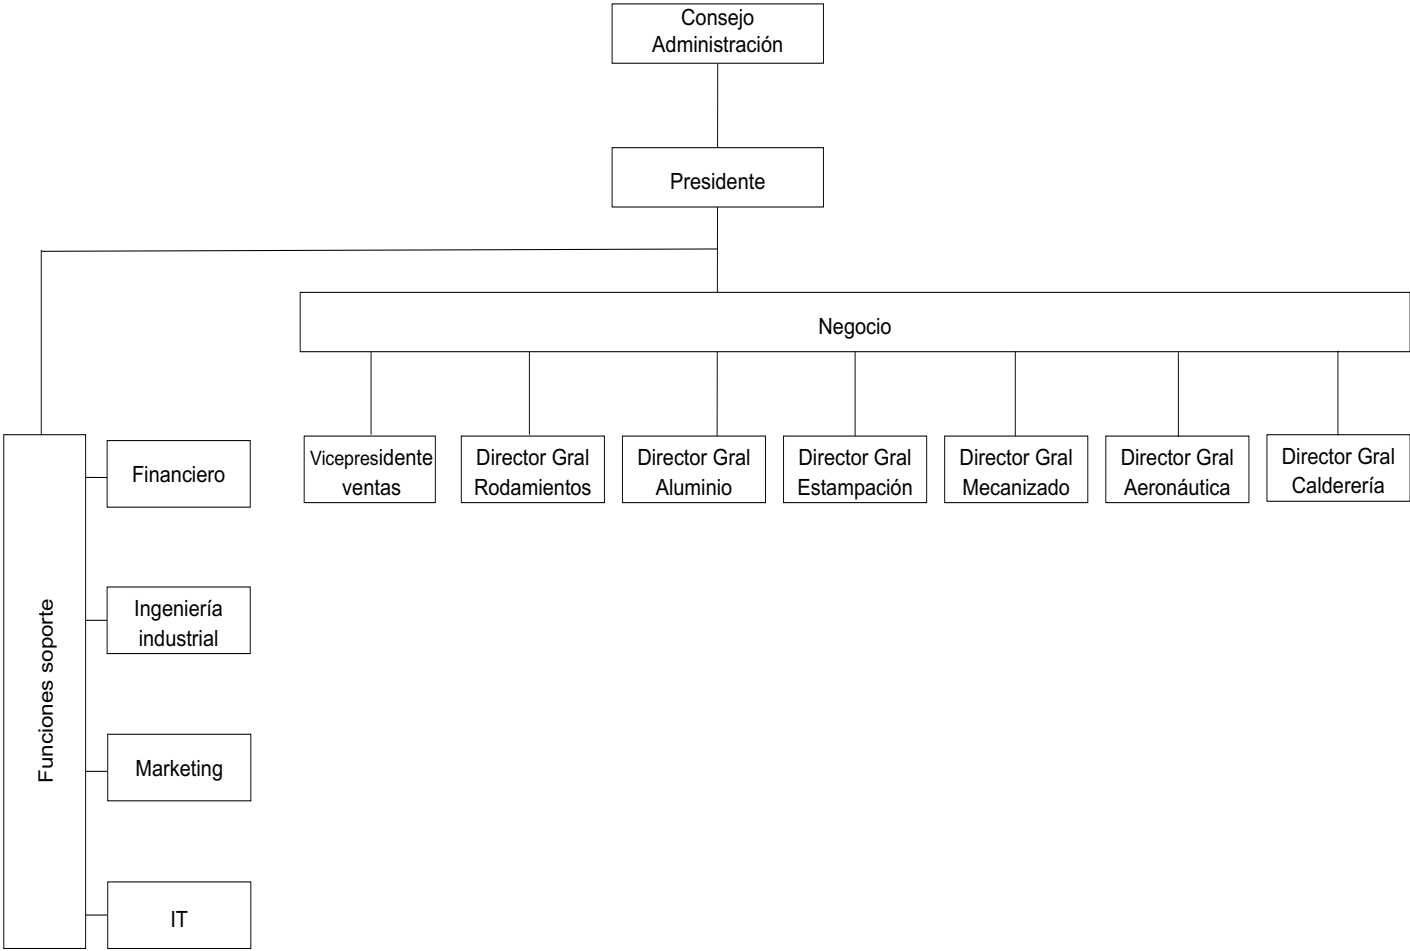 Consejo
Administración
Presidente
Negocio
Vicepresidente
ventas
Director Gral
Rodamientos
Director Gral
Aluminio
Director Gral
Estampación
Director Gral
Mecanizado
Director Gral
Aeronáutica
Director Gral
Calderería
Funciones soporte
Financiero
Ingeniería
industrial
Marketing
IT